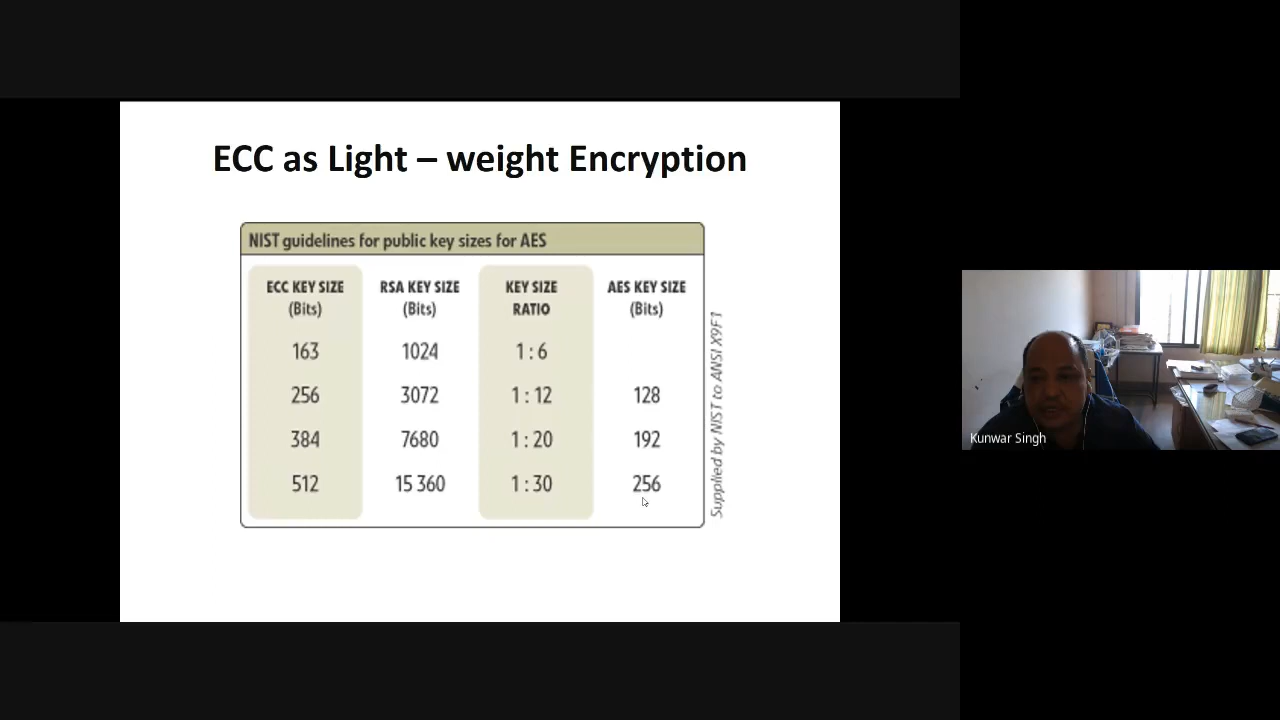 ECC as Light – weight Encryption
NIST guidelines for public key sizes for AES
ECC KEY SIZE RSA KEY SIZE KEY SIZE AES KEY SIZE
(Bits) (Bits) RATIO (Bits)
163 1024 1 : 6
256 3072 1 : 12 128
384 7680 1 : 20 192
512 15 360 1 : 30 256
Supplied by NIST to ANSI X9F1
Kunwar Singh